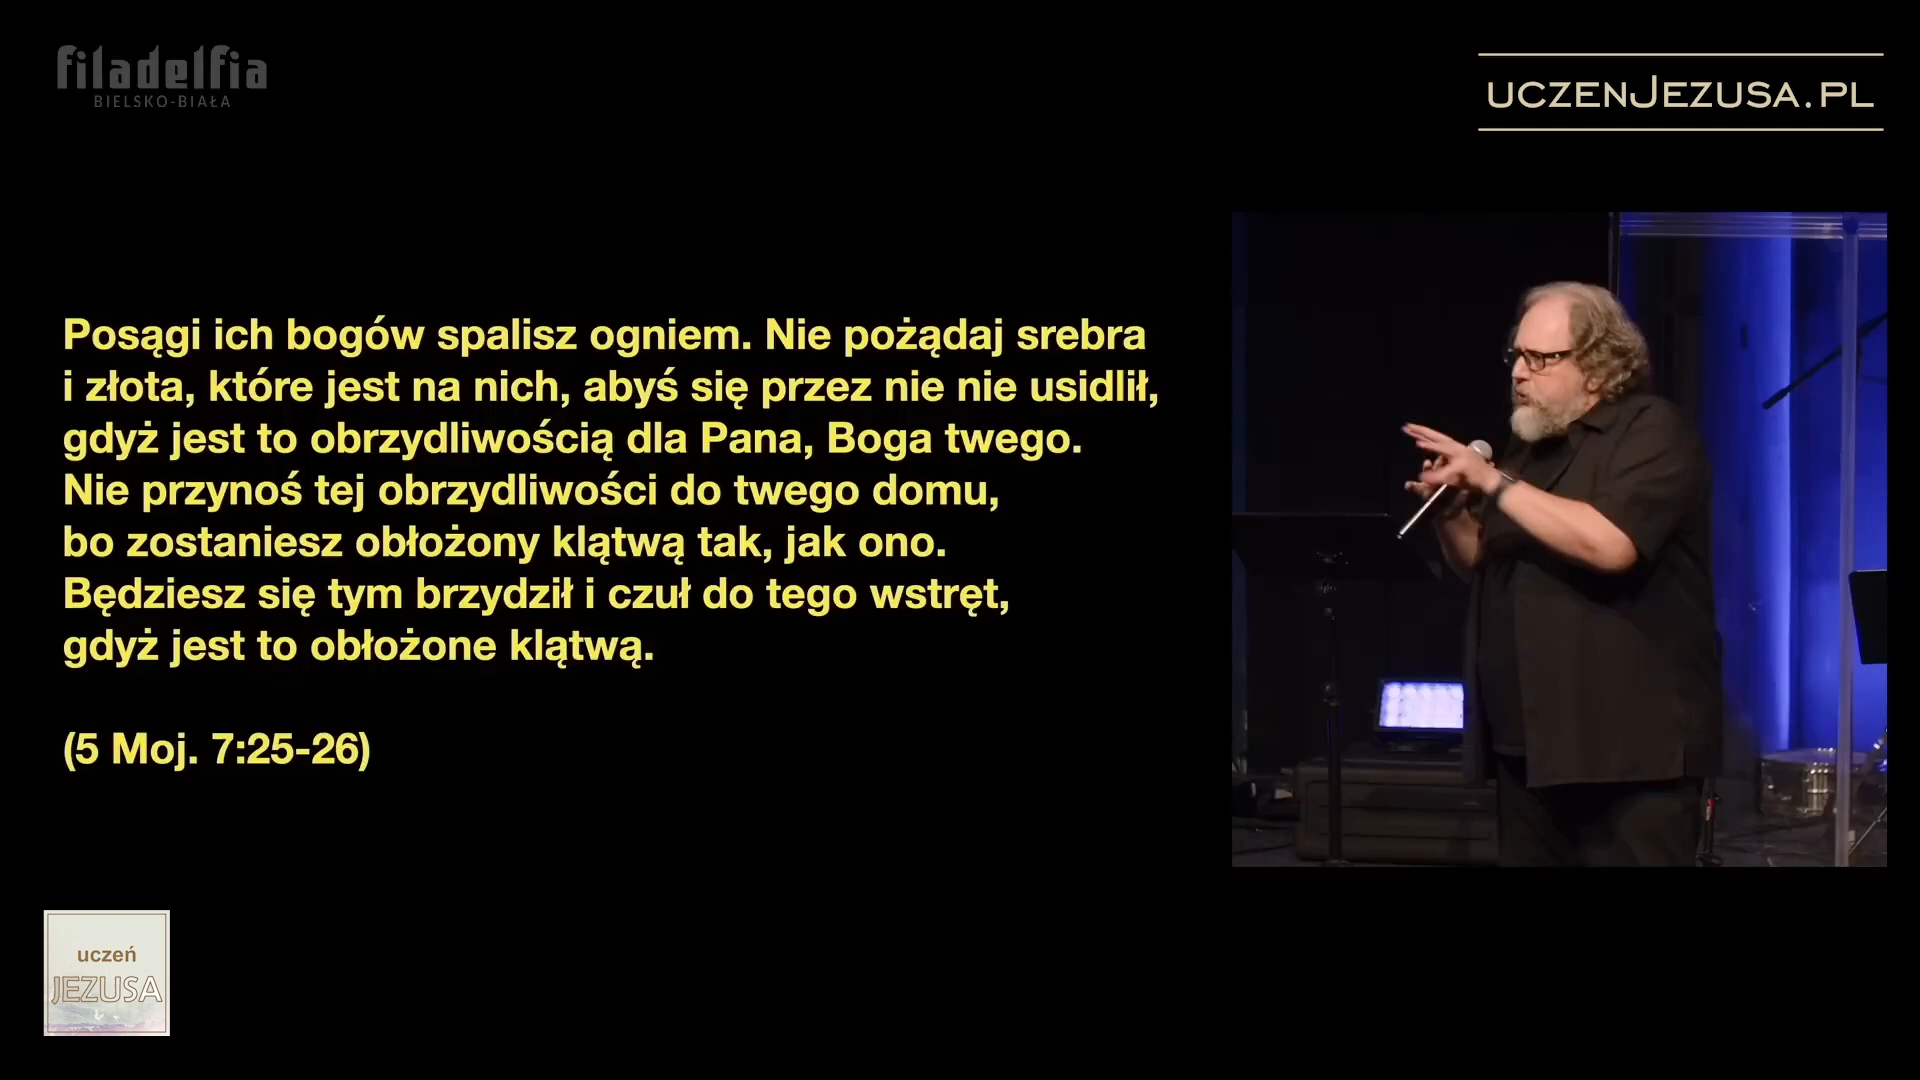 filadelfia
BIELSKO-BIAŁA
UCZENJEZUSA.PL
Posągi ich bogów spalisz ogniem. Nie pożądaj srebra
i złota, które jest na nich, abyś się przez nie nie usidlił,
gdyż jest to obrzydliwością dla Pana, Boga twego.
Nie przynoś tej obrzydliwości do twego domu,
bo zostaniesz obłożony klątwą tak, jak ono.
Będziesz się tym brzydził i czuł do tego wstręt,
gdyż jest to obłożone klątwą.
(5 Moj. 7:25-26)
uczeń
JEZUSA